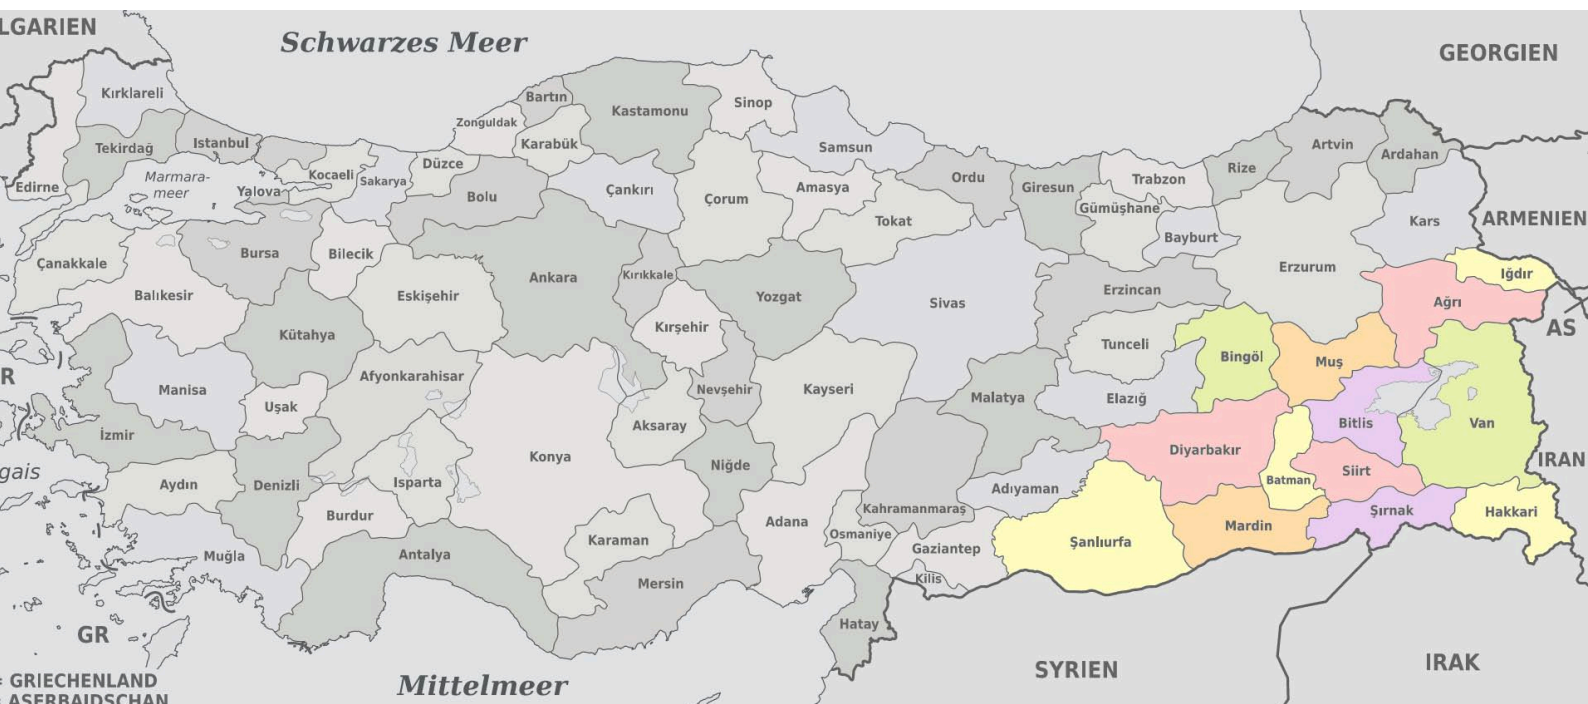 LGARIEN
Schwarzes Meer
GEORGIEN
Kırklareli
Bartın
Kastamonu
Sinop
Zonguldak
Tekirdağ
Istanbul
Karabük
Samsun
Artvin
Ardahan
Edirne
Marmara-
meer
Yalova
Kocaeli
Sakarya
Düzce
Bolu
Çankırı
Çorum
Amasya
Tokat
Ordu
Giresun
Trabzon
Gümüşhane
Rize
Bayburt
Kars
ARMENIEN
Çanakkale
Bursa
Bilecik
Balıkesir
Eskişehir
Ankara
Kırıkkale
Yozgat
Sivas
Erzincan
Erzurum
Iğdır
Ağrı
AS
Kütahya
Kırşehir
Tunceli
Bingöl
Muş
R
Manisa
Uşak
Afyonkarahisar
Nevşehir
Kayseri
Malatya
Elazığ
Bitlis
Van
İzmir
Aksaray
Konya
Niğde
Diyarbakır
Siirt
IRAN
gais
Aydın
Denizli
Isparta
Burdur
Adana
Kahramanmaraş
Adıyaman
Batman
Şırnak
Hakkari
Muğla
Antalya
Karaman
Mersin
Osmaniye
Gaziantep
Kilis
Şanlıurfa
Mardin
GR
Hatay
SYRIEN
IRAK
= GRIECHENLAND
= ASERBAIDSCHAN
Mittelmeer